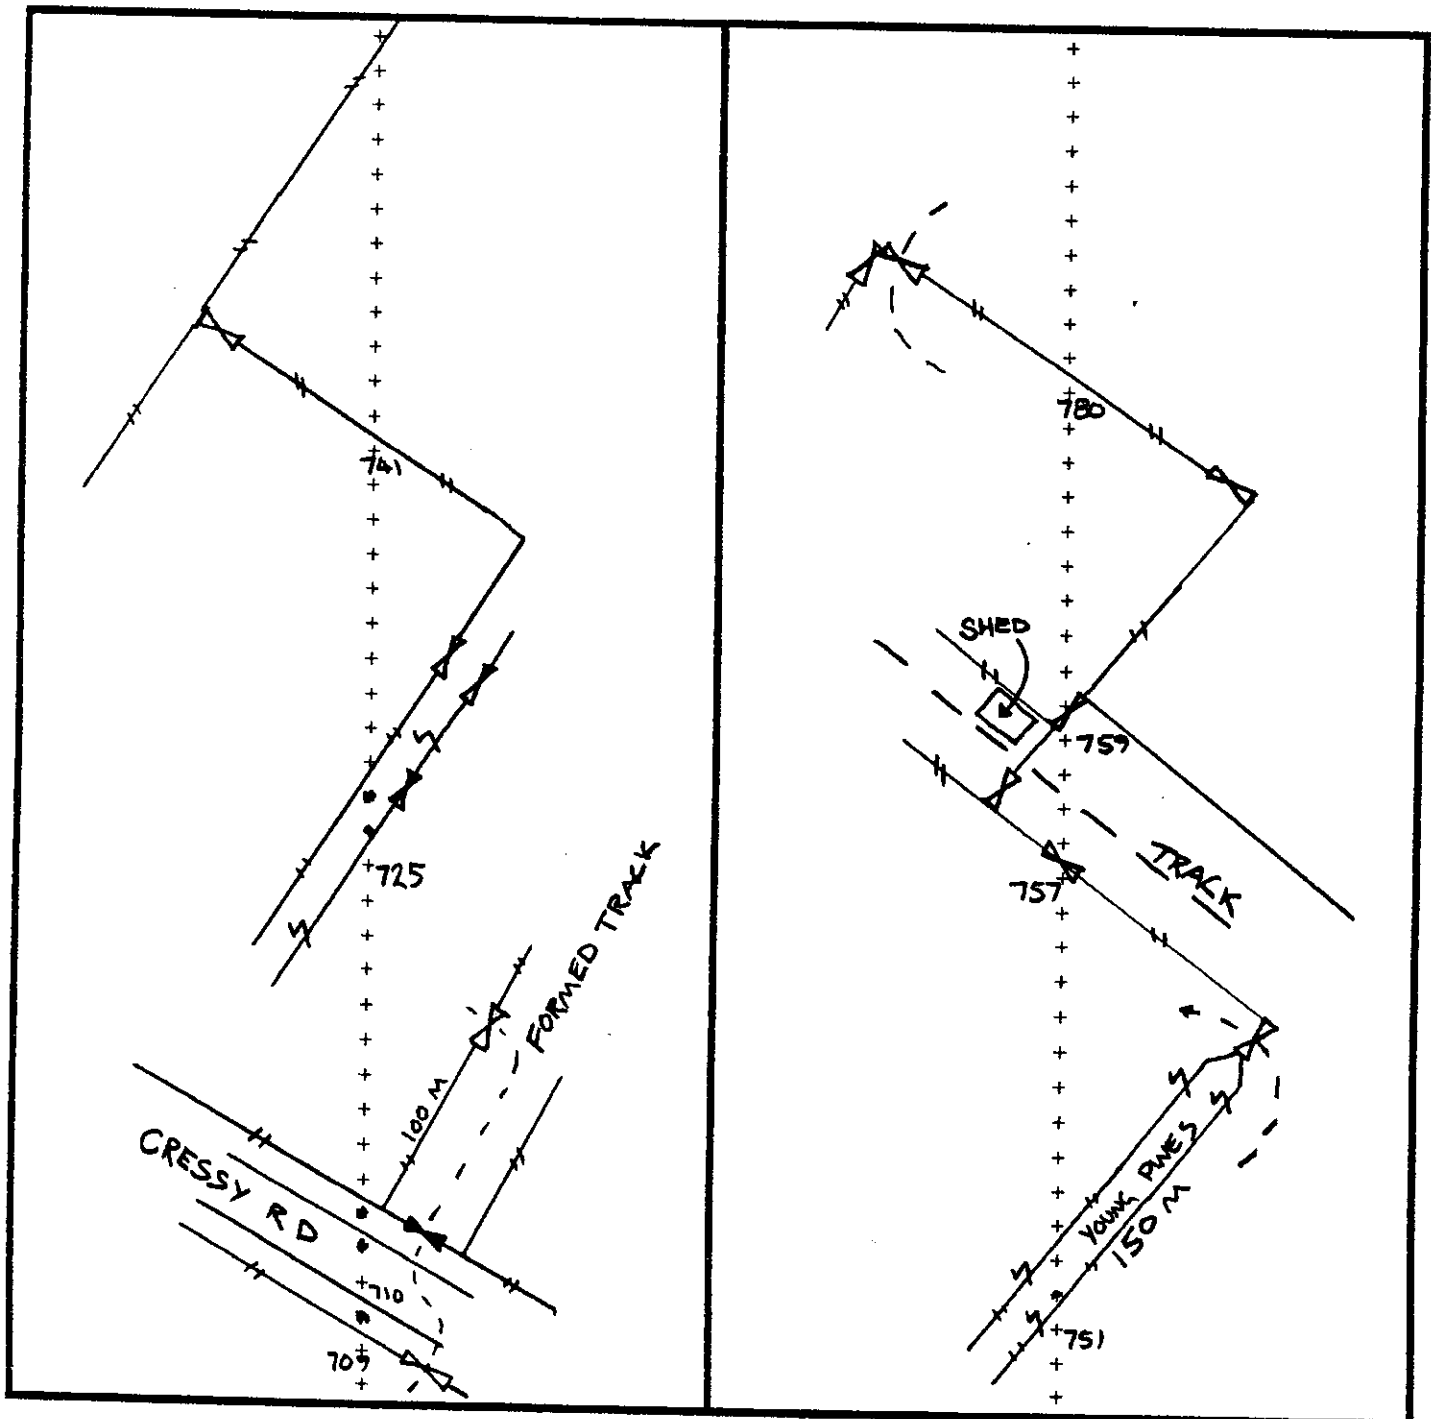 741
725
FORMED TRACK
100 M
CRESSY RD
710
709
780
SHED
759
TRACK
757
YOUNG PINES
150 M
751